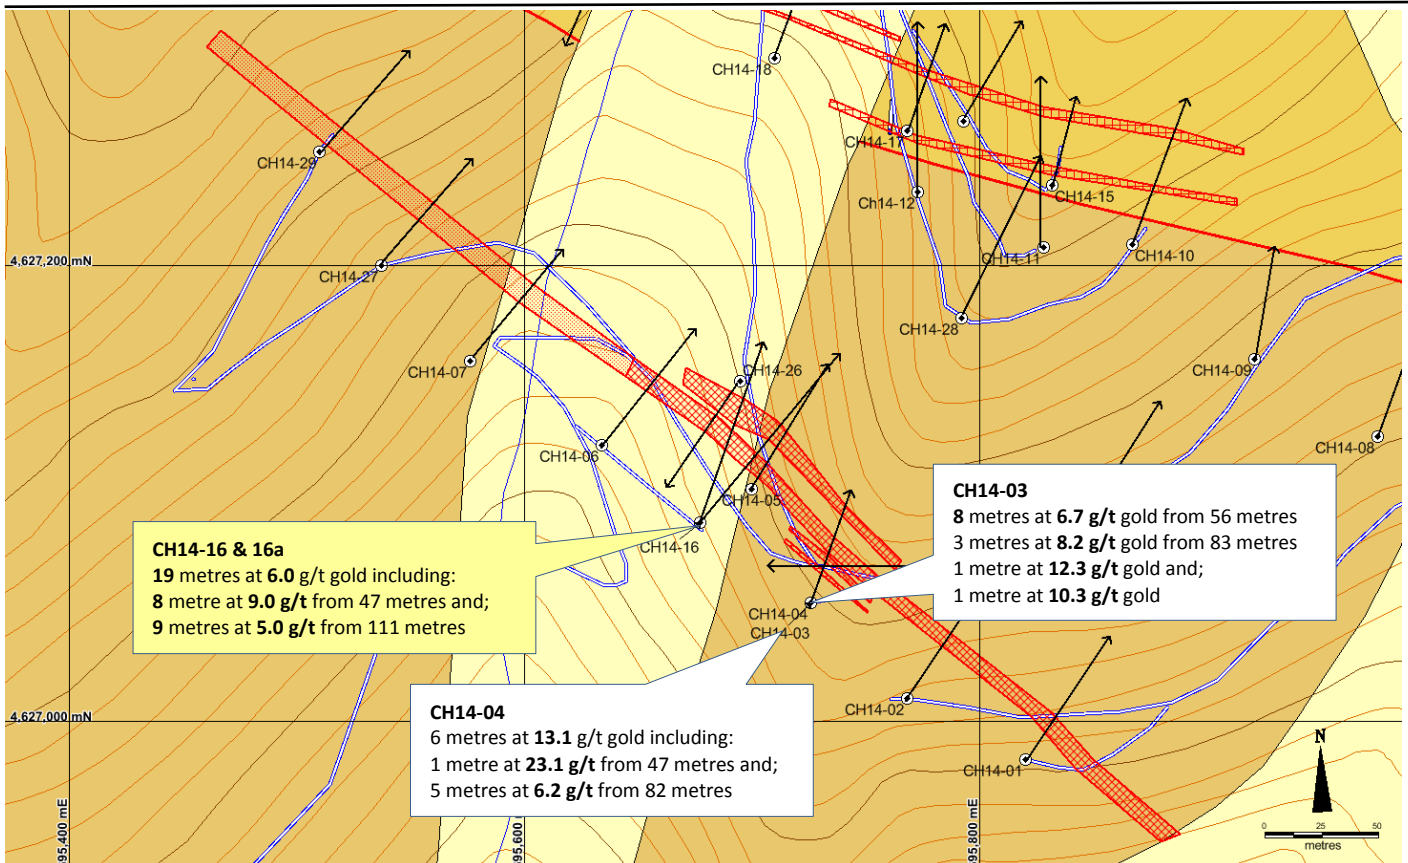 CH14-18
CH14-29
CH14-17
CH14-15
Ch14-12
CH14-11
CH14-10
4,627,200 mN
CH14-27
CH14-28
CH14-07
CH14-26
CH14-09
CH14-08
CH14-06
CH14-05
CH14-16
CH14-03
8 metres at 6.7 g/t gold from 56 metres
3 metres at 8.2 g/t gold from 83 metres
1 metre at 12.3 g/t gold and;
1 metre at 10.3 g/t gold
CH14-16 & 16a
19 metres at 6.0 g/t gold including:
8 metre at 9.0 g/t from 47 metres and;
9 metres at 5.0 g/t from 111 metres
CH14-04
CH14-03
CH14-04
6 metres at 13.1 g/t gold including:
1 metre at 23.1 g/t from 47 metres and;
5 metres at 6.2 g/t from 82 metres
4,627,000 mN
CH14-02
CH14-01
N
0 25 50
metres
95,400 mE
95,600 mE
95,800 mE